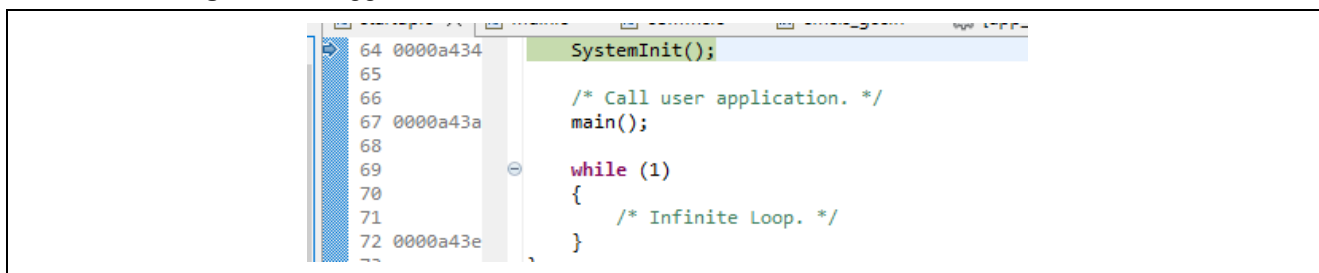 64 0000a434 SystemInit();
65
66 /* Call user application. */
67 0000a43a main();
68
69 while (1)
70 {
71 /* Infinite Loop. */
72 0000a43e }